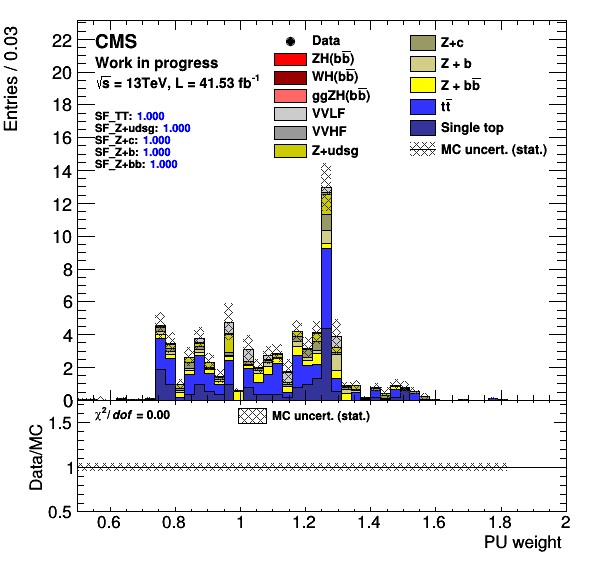 CMS
Work in progress
√s = 13TeV, L = 41.53 fb⁻¹
SF_TT: 1.000
SF_Z+udsg: 1.000
SF_Z+c: 1.000
SF_Z+b: 1.000
SF_Z+bb: 1.000
Data
ZH(bb̅)
WH(bb̅)
ggZH(bb̅)
VVLF
VVHF
Z+udsg
Z+c
Z + b
Z + bb̅
tt̅
Single top
MC uncert. (stat.)
Entries / 0.03
22
20
18
16
14
12
10
8
6
4
2
0
χ²/dof = 0.00
MC uncert. (stat.)
Data/MC
1.5
1
0.5
0.6 0.8 1 1.2 1.4 1.6 1.8 2
PU weight